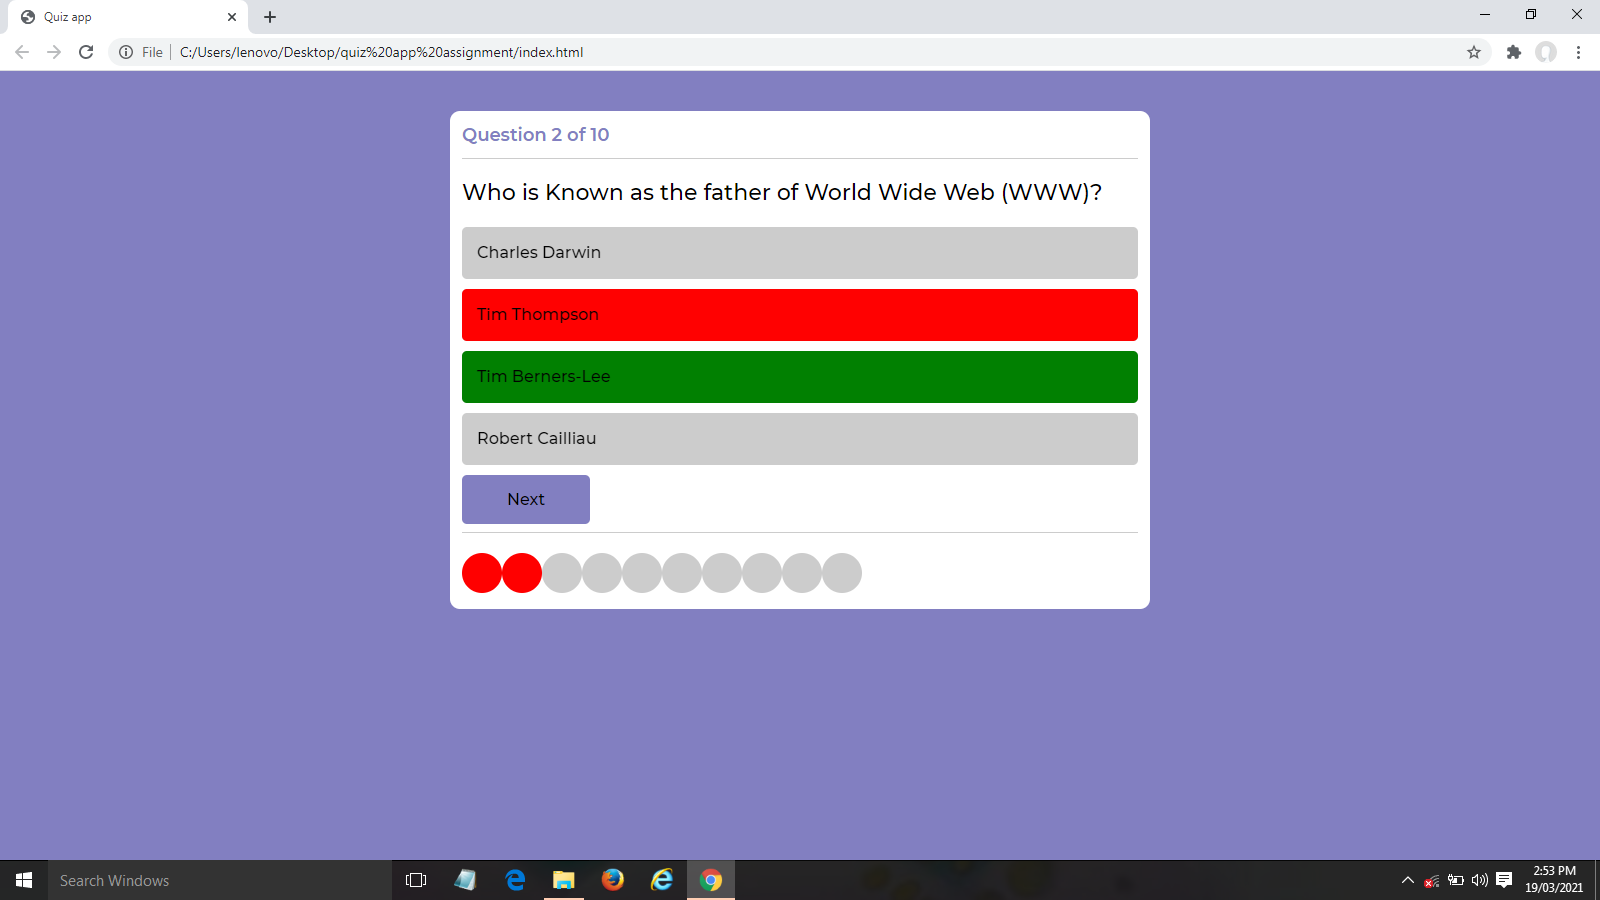 Quiz app
File
C:/Users/lenovo/Desktop/quiz%20app%20assignment/index.html
Question 2 of 10
Who is Known as the father of World Wide Web (WWW)?
Charles Darwin
Tim Thompson
Tim Berners-Lee
Robert Cailliau
Next
Search Windows
2:53 PM
19/03/2021